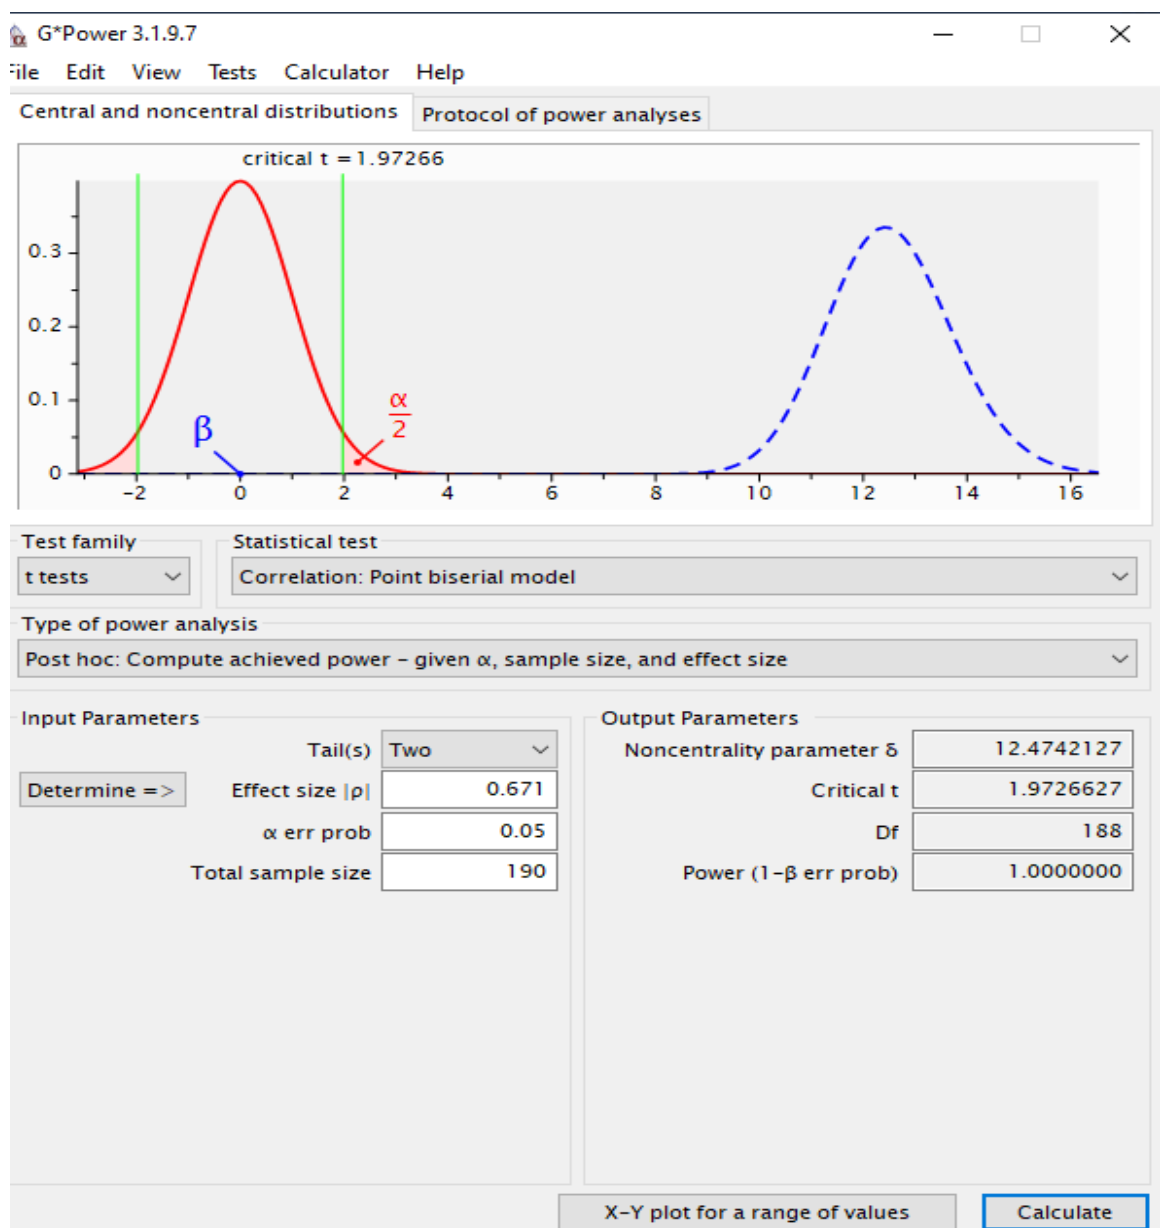 G*Power 3.1.9.7
File Edit View Tests Calculator Help
Central and noncentral distributions Protocol of power analyses
critical t = 1.97266
0.3
0.2
0.1
0
β
α
2
-2 0 2 4 6 8 10 12 14 16
Test family Statistical test
t tests Correlation: Point biserial model
Type of power analysis
Post hoc: Compute achieved power – given α, sample size, and effect size
Input Parameters Output Parameters
Tail(s) Two Noncentrality parameter δ 12.4742127
Determine => Effect size |ρ| 0.671 Critical t 1.9726627
α err prob 0.05 Df 188
Total sample size 190 Power (1-β err prob) 1.0000000
X-Y plot for a range of values Calculate